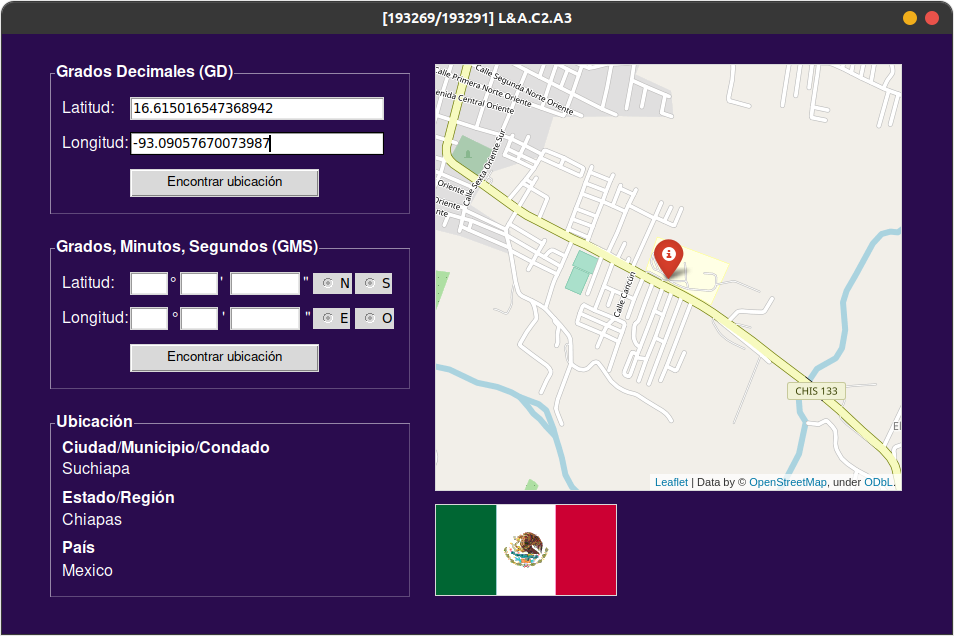 [193269/193291] L&A.C2.A3
Grados Decimales (GD)
Latitud: 16.615016547368942
Longitud: -93.09057670073987
Encontrar ubicación
Grados, Minutos, Segundos (GMS)
Latitud: ° ' " N S
Longitud: ° ' " E O
Encontrar ubicación
Ubicación
Ciudad/Municipio/Condado
Suchiapa
Estado/Región
Chiapas
País
Mexico
Calle Segunda Norte Oriente
Calle Primera Norte Oriente
enida Central Oriente
Calle Sexta Oriente Sur
Oriente
Oriente
nte
Calle Cancún
CHIS 133
El
Leaflet | Data by © OpenStreetMap, under ODbL.